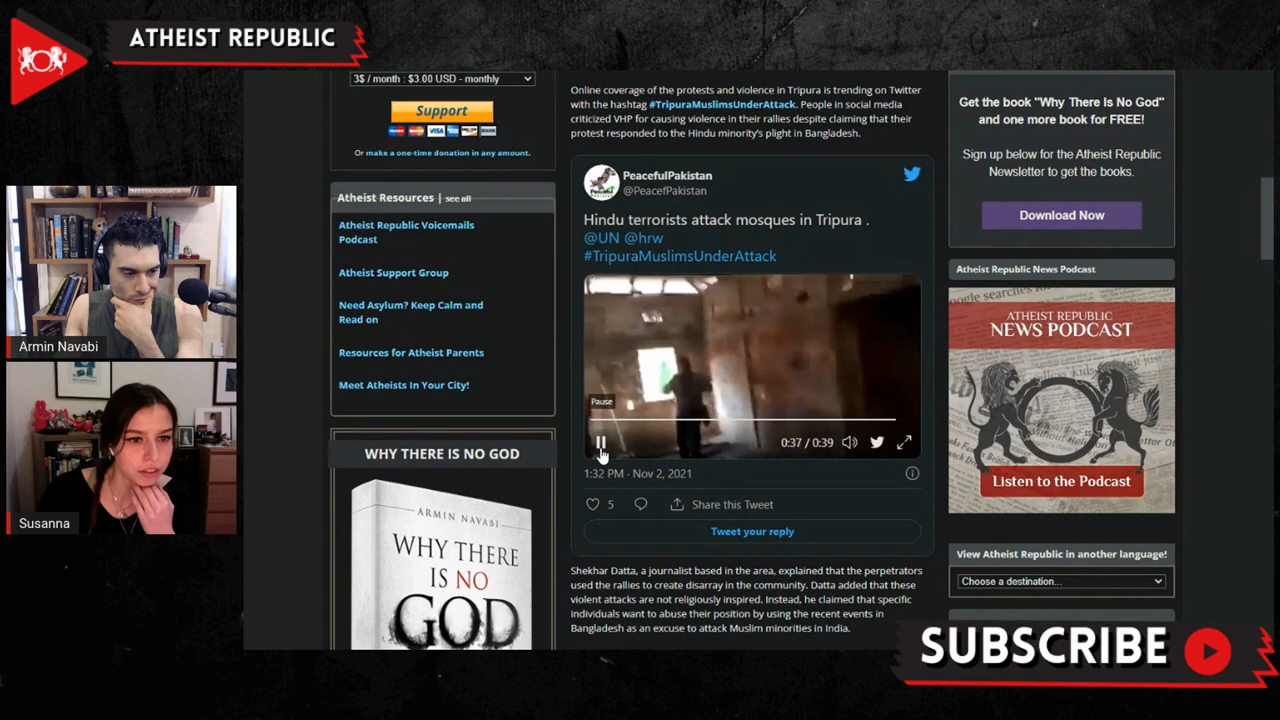 ATHEIST REPUBLIC
3$ / month : $3.00 USD - monthly
Support
VISA
Or make a one-time donation in any amount.
Atheist Resources | see all
Atheist Republic Voicemails
Podcast
Atheist Support Group
Need Asylum? Keep Calm and
Read on
Resources for Atheist Parents
Meet Atheists In Your City!
WHY THERE IS NO GOD
ARMIN NAVABI
WHY THERE
IS NO
GOD
Armin Navabi
Susanna
Online coverage of the protests and violence in Tripura is trending on Twitter
with the hashtag #TripuraMuslimsUnderAttack. People in social media
criticized VHP for causing violence in their rallies despite claiming that their
protest responded to the Hindu minority's plight in Bangladesh.
PeacefulPakistan
@PeacefPakistan
Hindu terrorists attack mosques in Tripura .
@UN @hrw
#TripuraMuslimsUnderAttack
Pause
0:37 / 0:39
1:32 PM · Nov 2, 2021
5
Share this Tweet
Tweet your reply
Shekhar Datta, a journalist based in the area, explained that the perpetrators
used the rallies to create disarray in the community. Datta added that these
violent attacks are not religiously inspired. Instead, he claimed that specific
individuals want to abuse their position by using the recent events in
Bangladesh as an excuse to attack Muslim minorities in India.
Get the book "Why There Is No God"
and one more book for FREE!
Sign up below for the Atheist Republic
Newsletter to get the books.
Download Now
Atheist Republic News Podcast
ATHEIST REPUBLIC
NEWS PODCAST
Listen to the Podcast
View Atheist Republic in another language!
Choose a destination...
SUBSCRIBE